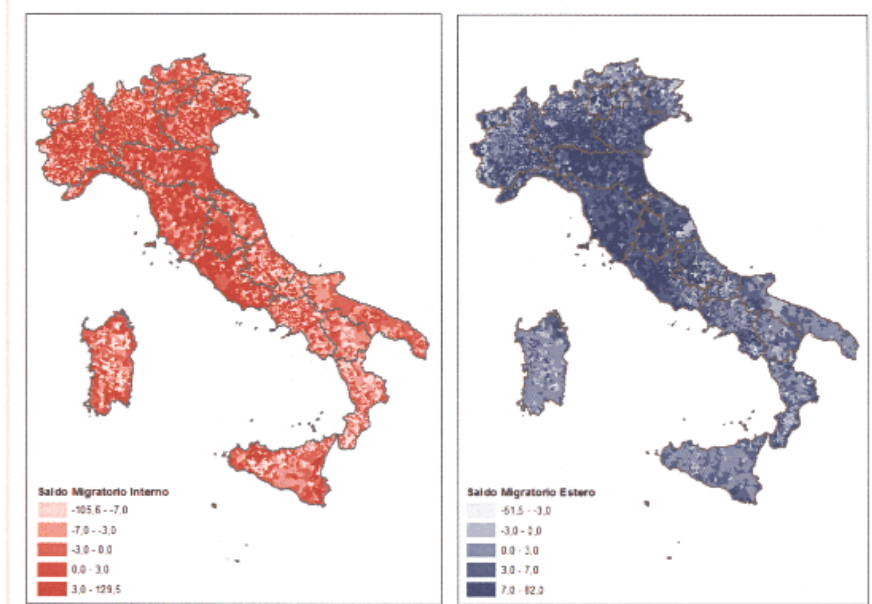 Saldo Migratorio Interno
-105,6 - -7,0
-7,0 - -3,0
-3,0 - 0,0
0,0 - 3,0
3,0 - 129,5
Saldo Migratorio Estero
-51,5 - -3,0
-3,0 - 0,0
0,0 - 3,0
3,0 - 7,0
7,0 - 82,0